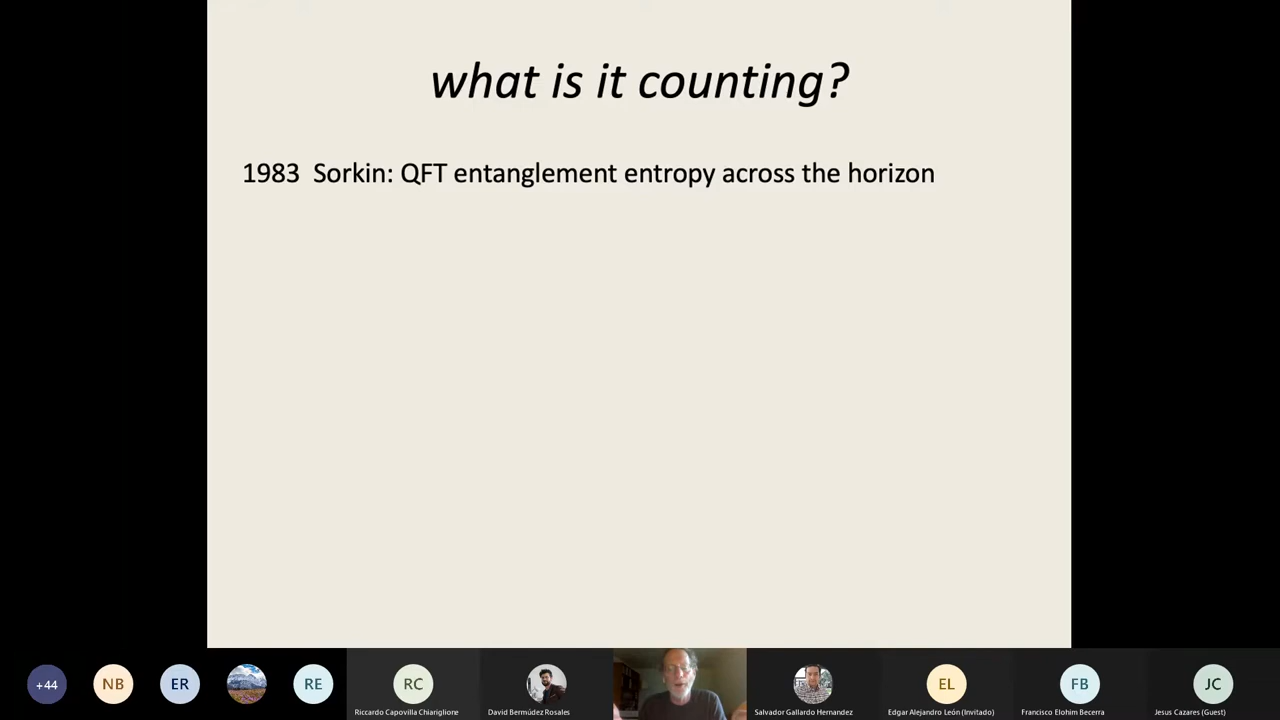 what is it counting?
1983 Sorkin: QFT entanglement entropy across the horizon
+44
NB
ER
RE
RC
EL
FB
JC
Riccardo Capovilla Chiariglione
David Bermúdez Rosales
Salvador Gallardo Hernandez
Edgar Alejandro León (Invitado)
Francisco Elohim Becerra
Jesus Cazares (Guest)